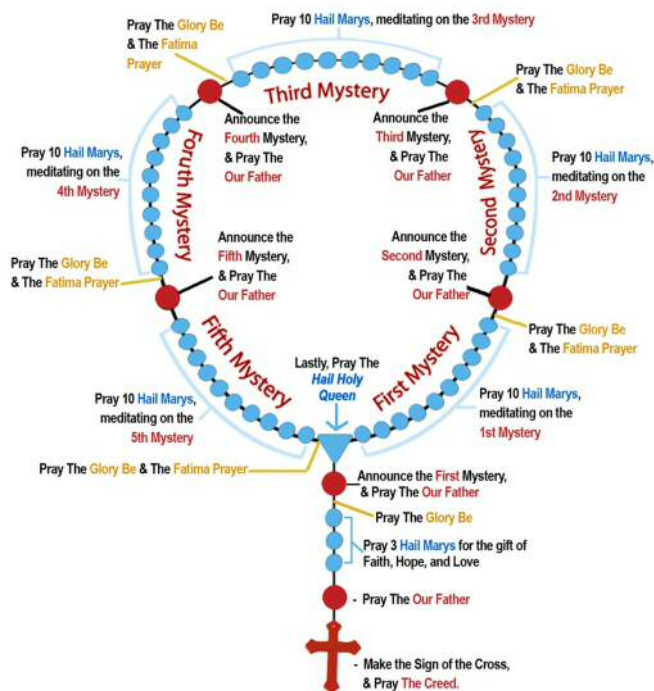 Pray 10 Hail Marys, meditating on the 3rd Mystery
Pray The Glory Be
& The Fatima
Prayer
Third Mystery
Pray The Glory Be
& The Fatima Prayer
Announce the
Fourth Mystery,
& Pray The
Our Father
Announce the
Third Mystery,
& Pray The
Our Father
Pray 10 Hail Marys,
meditating on the
4th Mystery
Foruth Mystery
Second Mystery
Pray 10 Hail Marys,
meditating on the
2nd Mystery
Pray The Glory Be
& The Fatima Prayer
Announce the
Fifth Mystery,
& Pray The
Our Father
Announce the
Second Mystery,
& Pray The
Our Father
Pray The Glory Be
& The Fatima Prayer
Fifth Mystery
First Mystery
Lastly, Pray The
Hail Holy
Queen
Pray 10 Hail Marys,
meditating on the
5th Mystery
Pray 10 Hail Marys,
meditating on the
1st Mystery
Pray The Glory Be & The Fatima Prayer
Announce the First Mystery,
& Pray The Our Father
Pray The Glory Be
Pray 3 Hail Marys for the gift of
Faith, Hope, and Love
- Pray The Our Father
- Make the Sign of the Cross,
& Pray The Creed.